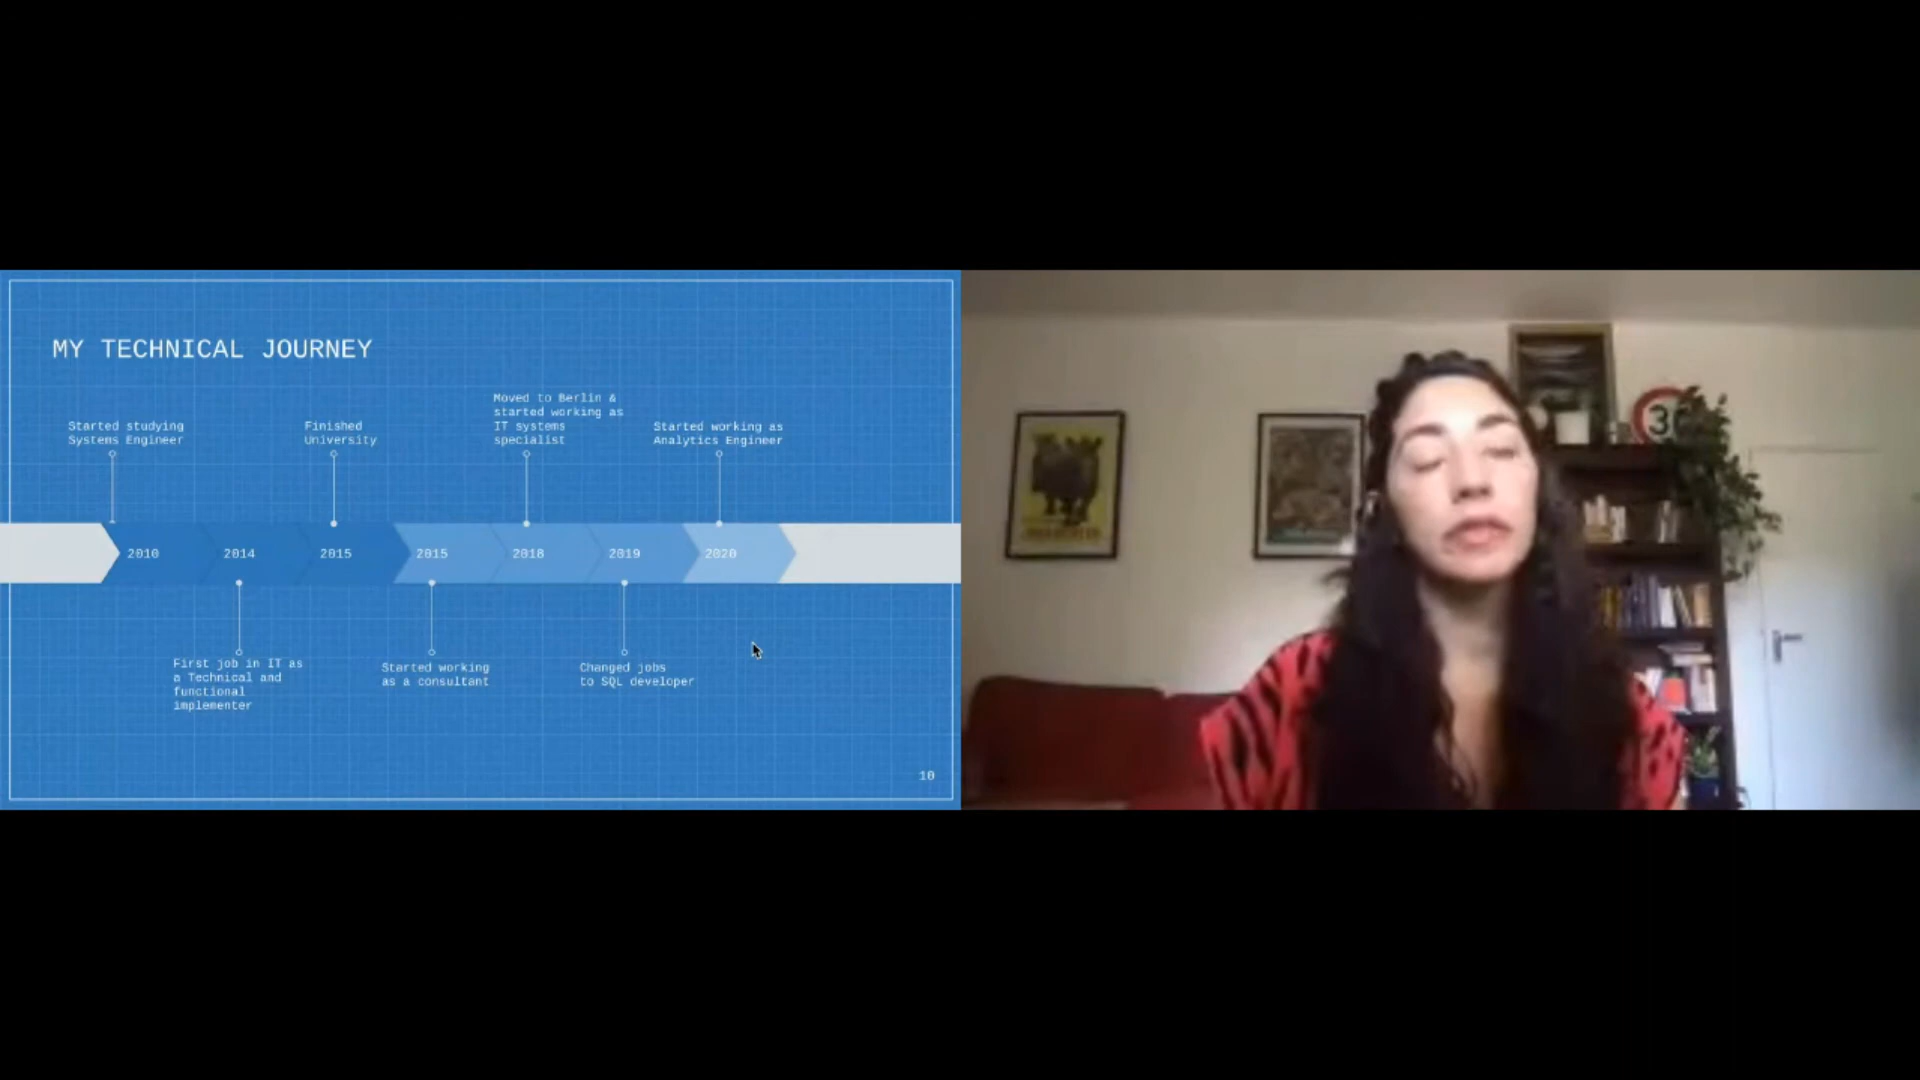 MY TECHNICAL JOURNEY
Started studying
Systems Engineer
Finished
University
Moved to Berlin &
started working as
IT systems
specialist
Started working as
Analytics Engineer
2010
2014
2015
2015
2018
2019
2020
First job in IT as
a Technical and
functional
implementer
Started working
as a consultant
Changed jobs
to SQL developer
10